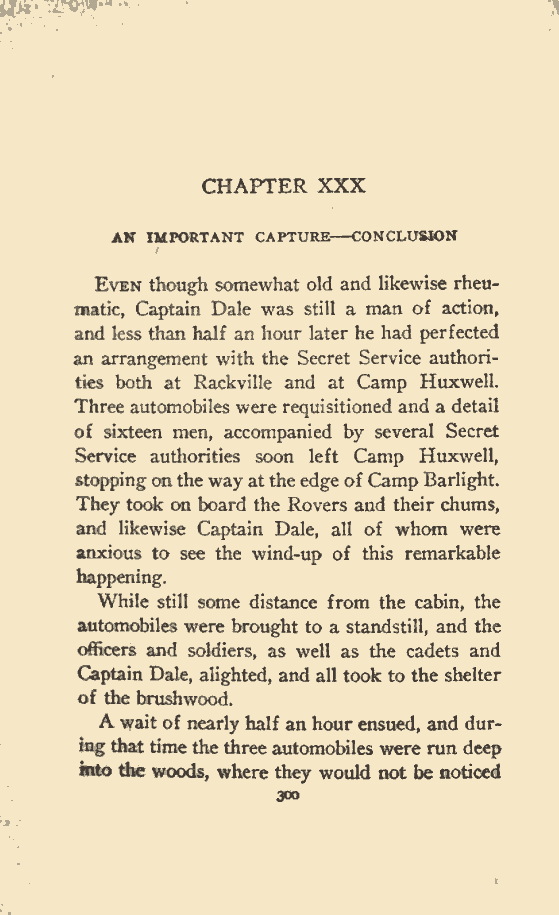 CHAPTER XXX
AN IMPORTANT CAPTURE—CONCLUSION
EVEN though somewhat old and likewise rheu-
matic, Captain Dale was still a man of action,
and less than half an hour later he had perfected
an arrangement with the Secret Service authori-
ties both at Rackville and at Camp Huxwell.
Three automobiles were requisitioned and a detail
of sixteen men, accompanied by several Secret
Service authorities soon left Camp Huxwell,
stopping on the way at the edge of Camp Barlight.
They took on board the Rovers and their chums,
and likewise Captain Dale, all of whom were
anxious to see the wind-up of this remarkable
happening.
While still some distance from the cabin, the
automobiles were brought to a standstill, and the
officers and soldiers, as well as the cadets and
Captain Dale, alighted, and all took to the shelter
of the brushwood.
A wait of nearly half an hour ensued, and dur-
ing that time the three automobiles were run deep
into the woods, where they would not be noticed
300